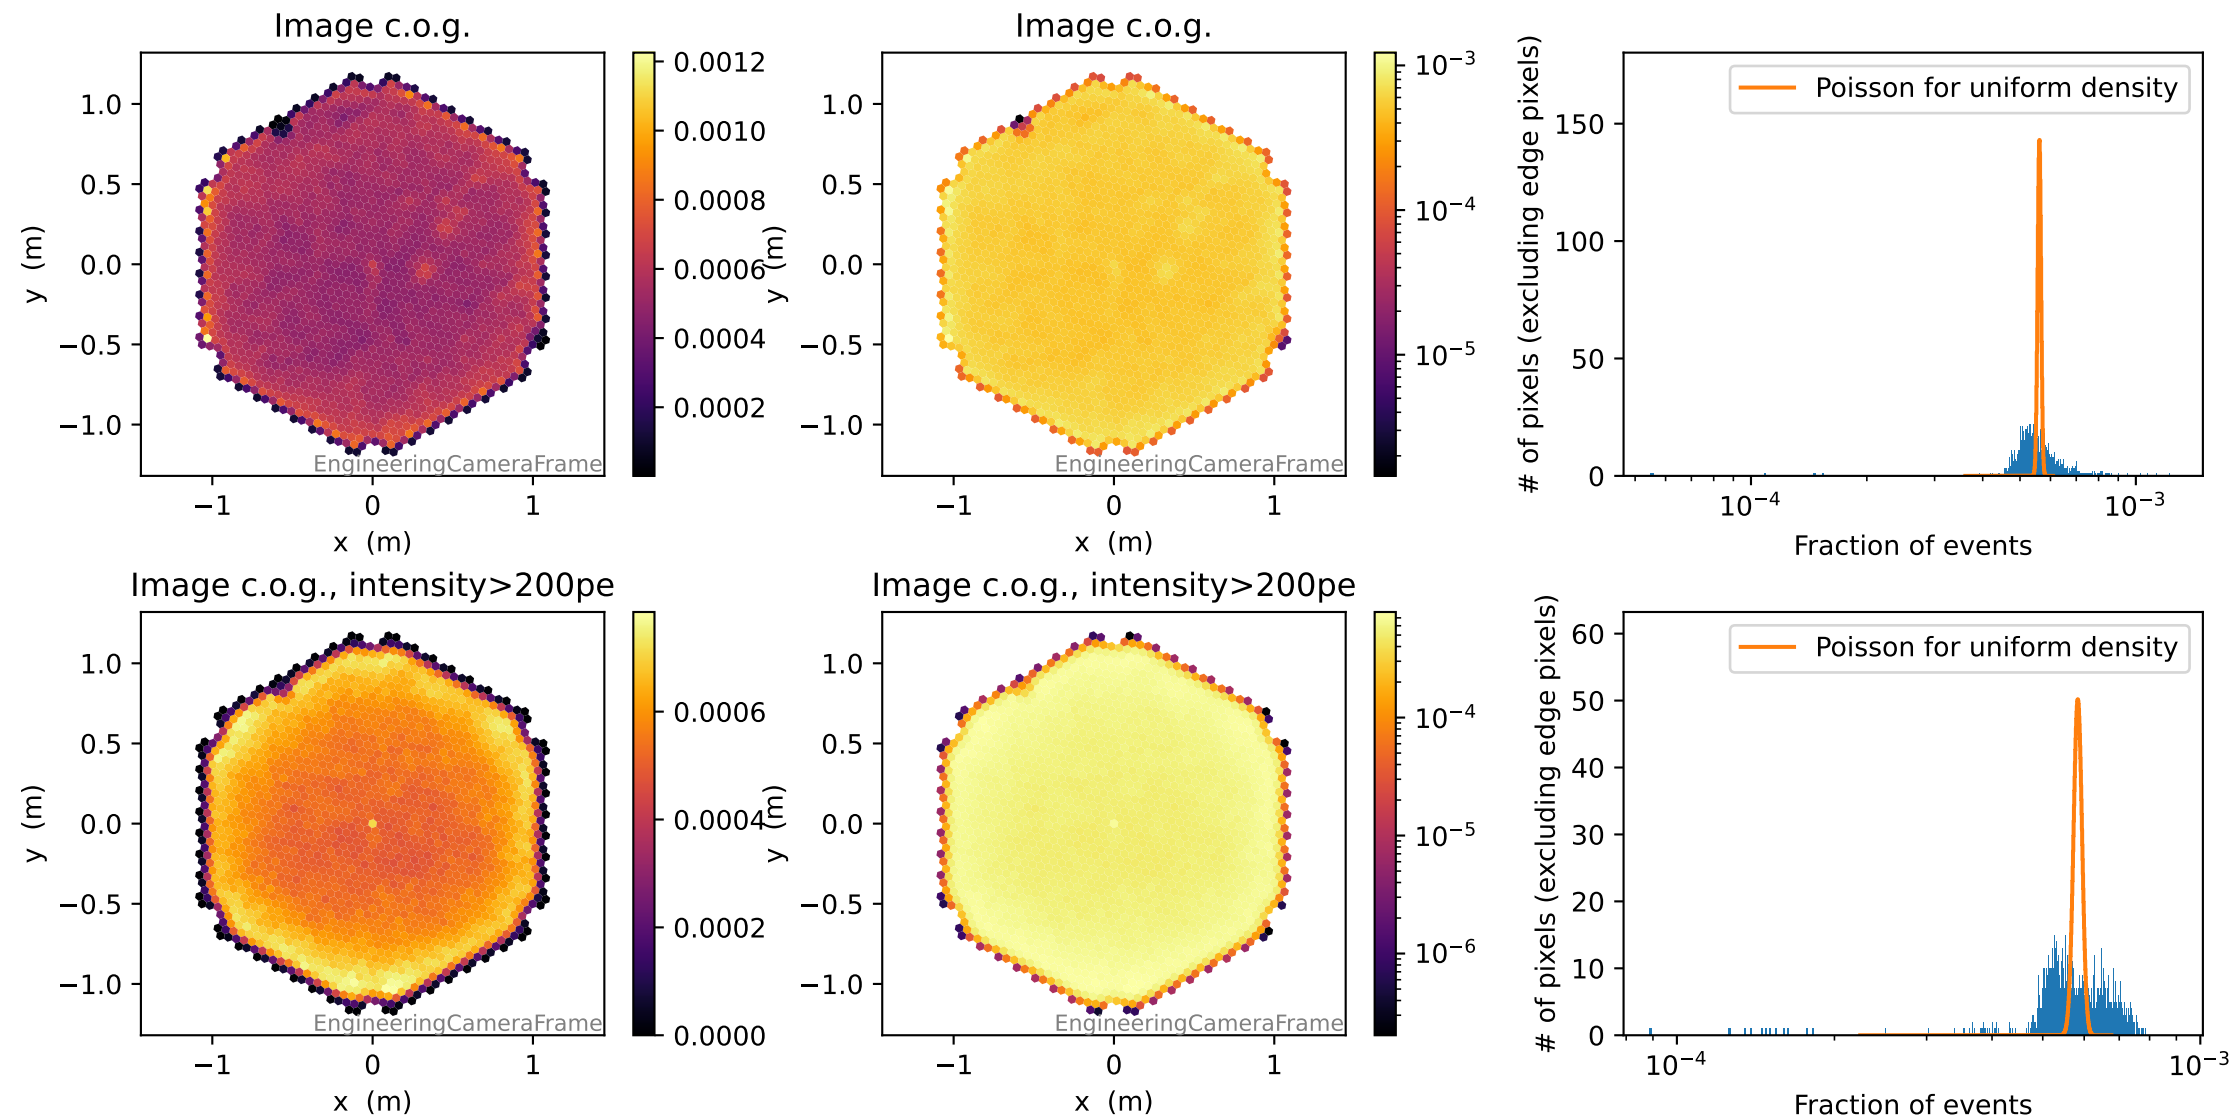 Image c.o.g.
1.0
0.5
0.0
−0.5
−1.0
y (m)
−1
0
1
x (m)
EngineeringCameraFrame
0.0012
0.0010
0.0008
0.0006
0.0004
0.0002
Image c.o.g.
1.0
0.5
0.0
−0.5
−1.0
y (m)
−1
0
1
x (m)
EngineeringCameraFrame
10⁻³
10⁻⁴
10⁻⁵
Poisson for uniform density
# of pixels (excluding edge pixels)
150
100
50
0
10⁻⁴
10⁻³
Fraction of events
Image c.o.g., intensity>200pe
1.0
0.5
0.0
−0.5
−1.0
y (m)
−1
0
1
x (m)
EngineeringCameraFrame
0.0006
0.0004
0.0002
0.0000
Image c.o.g., intensity>200pe
1.0
0.5
0.0
−0.5
−1.0
y (m)
−1
0
1
x (m)
EngineeringCameraFrame
10⁻⁴
10⁻⁵
10⁻⁶
Poisson for uniform density
# of pixels (excluding edge pixels)
60
50
40
30
20
10
0
10⁻⁴
10⁻³
Fraction of events